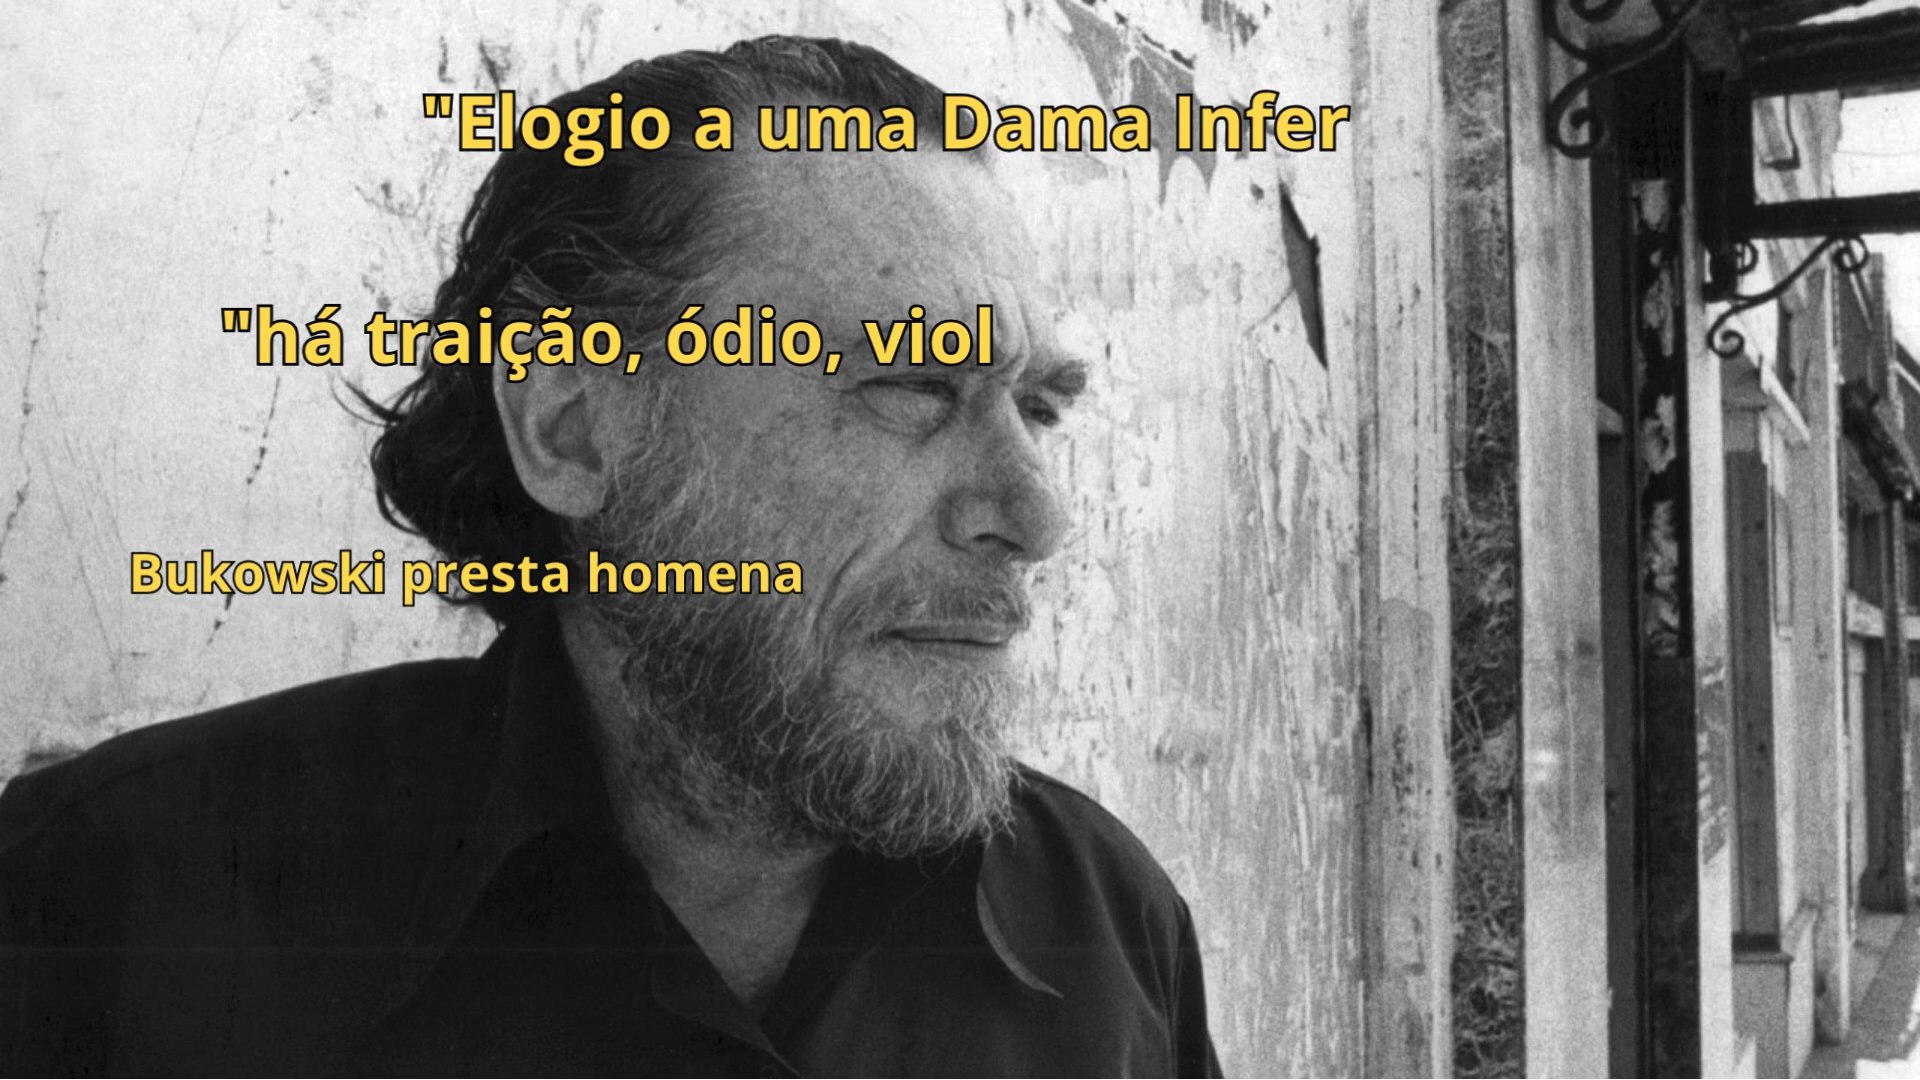 "Elogio a uma Dama Infer
"há traição, ódio, viol
Bukowski presta homena